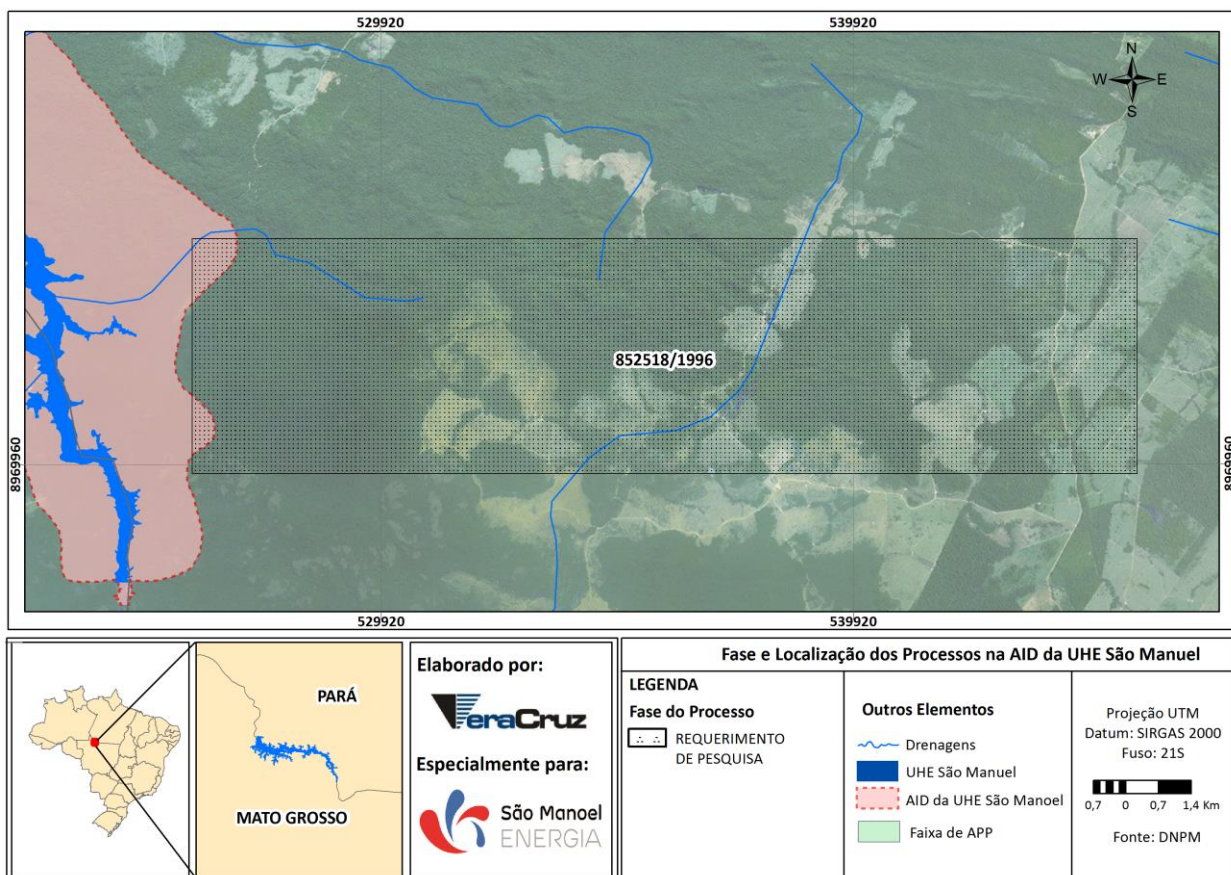 529920
539920
N
W E
S
852518/1996
8969960
8969960
529920
539920
PARÁ
MATO GROSSO
Elaborado por:
VeraCruz
Especialmente para:
São Manoel
ENERGIA
Fase e Localização dos Processos na AID da UHE São Manuel
LEGENDA
Fase do Processo
REQUERIMENTO
DE PESQUISA
Outros Elementos
Drenagens
UHE São Manuel
AID da UHE São Manoel
Faixa de APP
Projeção UTM
Datum: SIRGAS 2000
Fuso: 21S
0,7 0 0,7 1,4 Km
Fonte: DNPM